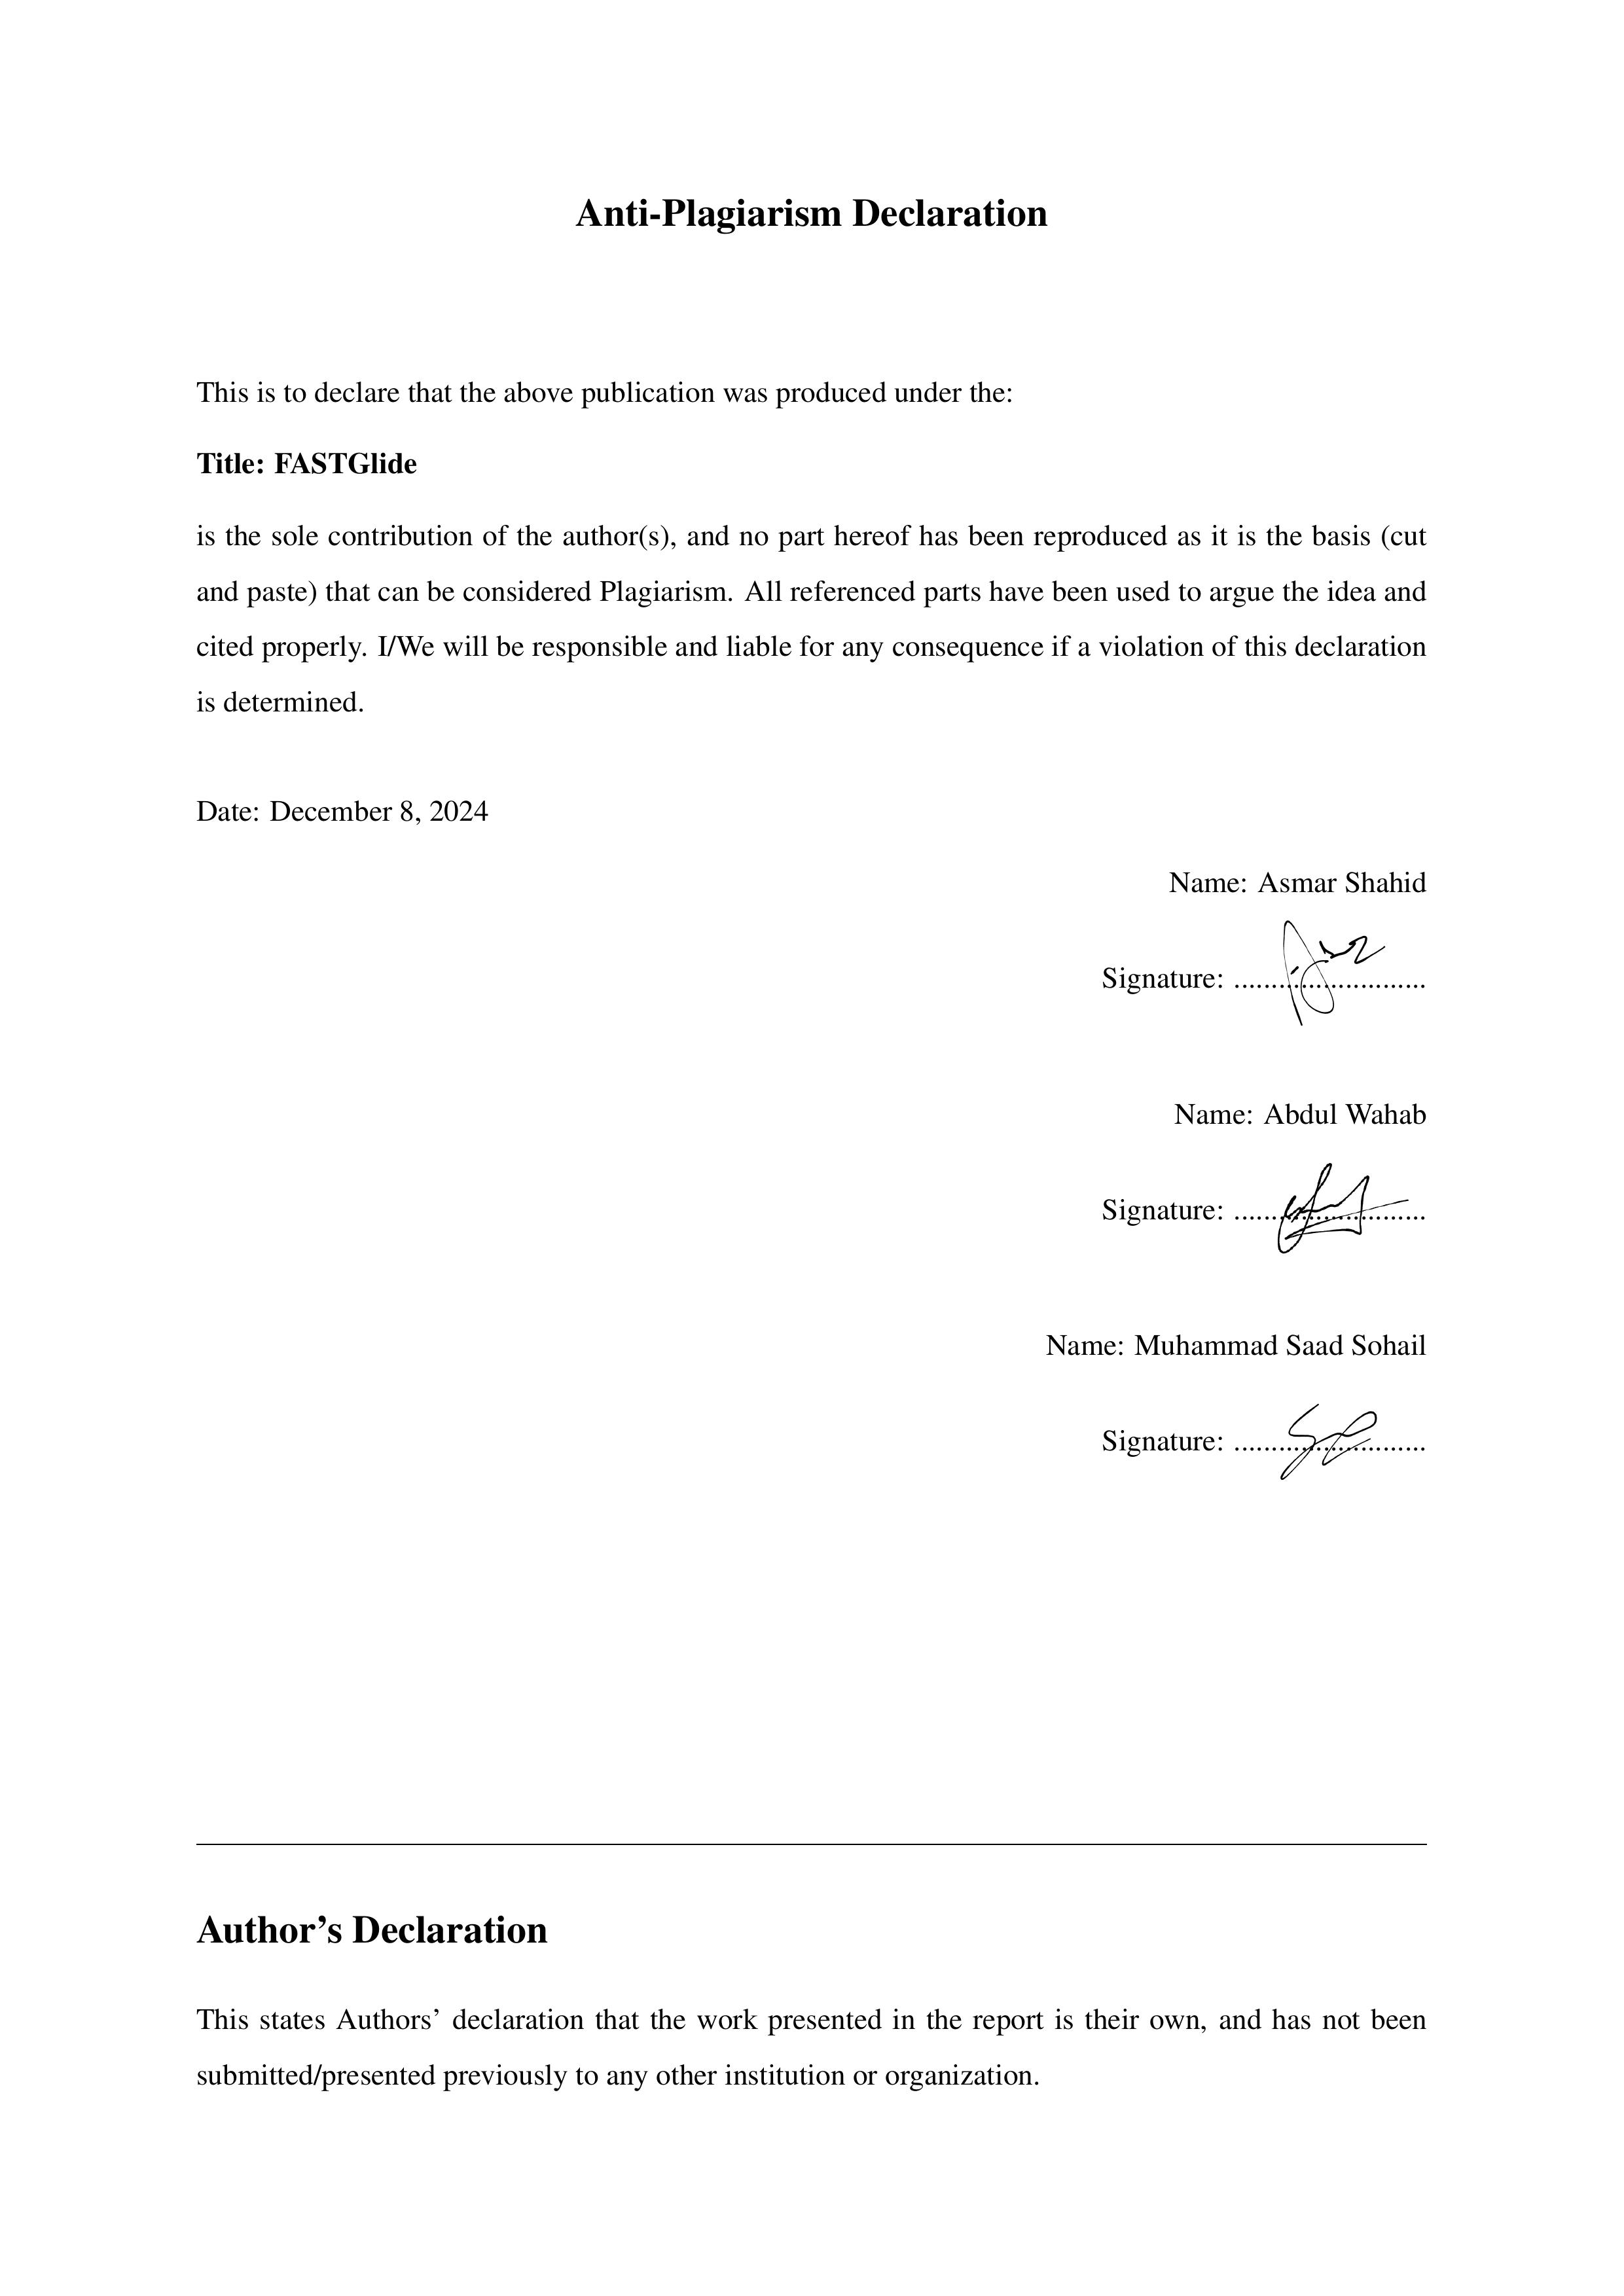 Anti-Plagiarism Declaration
This is to declare that the above publication was produced under the:
Title: FASTGlide
is the sole contribution of the author(s), and no part hereof has been reproduced as it is the basis (cut
and paste) that can be considered Plagiarism. All referenced parts have been used to argue the idea and
cited properly. I/We will be responsible and liable for any consequence if a violation of this declaration
is determined.
Date: December 8, 2024
Name: Asmar Shahid
Signature: ..........................
Name: Abdul Wahab
Signature: ..........................
Name: Muhammad Saad Sohail
Signature: ..........................
Author’s Declaration
This states Authors’ declaration that the work presented in the report is their own, and has not been
submitted/presented previously to any other institution or organization.